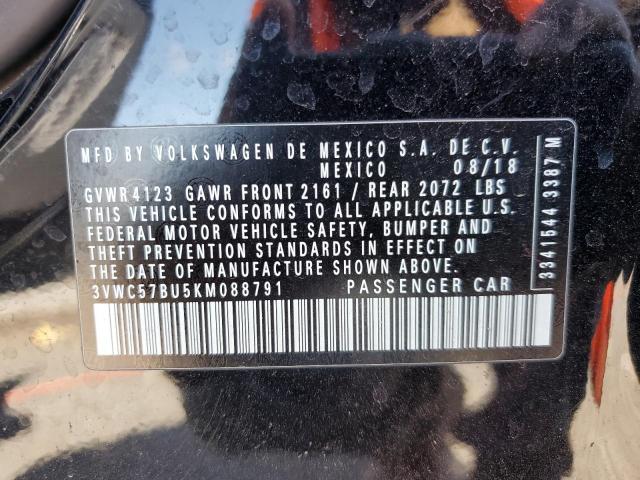 MFD BY VOLKSWAGEN DE MEXICO S.A. DE C.V.
MEXICO 08/18
GVWR 4123 GAWR FRONT 2161 / REAR 2072 LBS
THIS VEHICLE CONFORMS TO ALL APPLICABLE U.S.
FEDERAL MOTOR VEHICLE SAFETY, BUMPER AND
THEFT PREVENTION STANDARDS IN EFFECT ON
THE DATE OF MANUFACTURE SHOWN ABOVE.
3VWC57BU5KM088791 PASSENGER CAR
3341544 3387 M